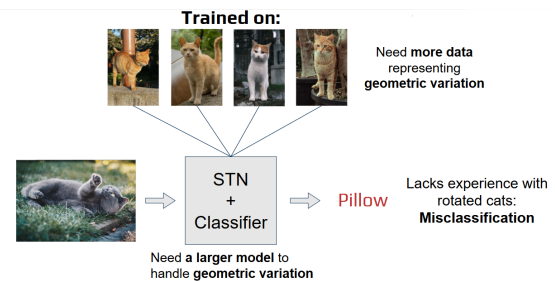 Trained on:
Need more data
representing
geometric variation
STN
+
Classifier
Pillow
Lacks experience with
rotated cats:
Misclassification
Need a larger model to
handle geometric variation